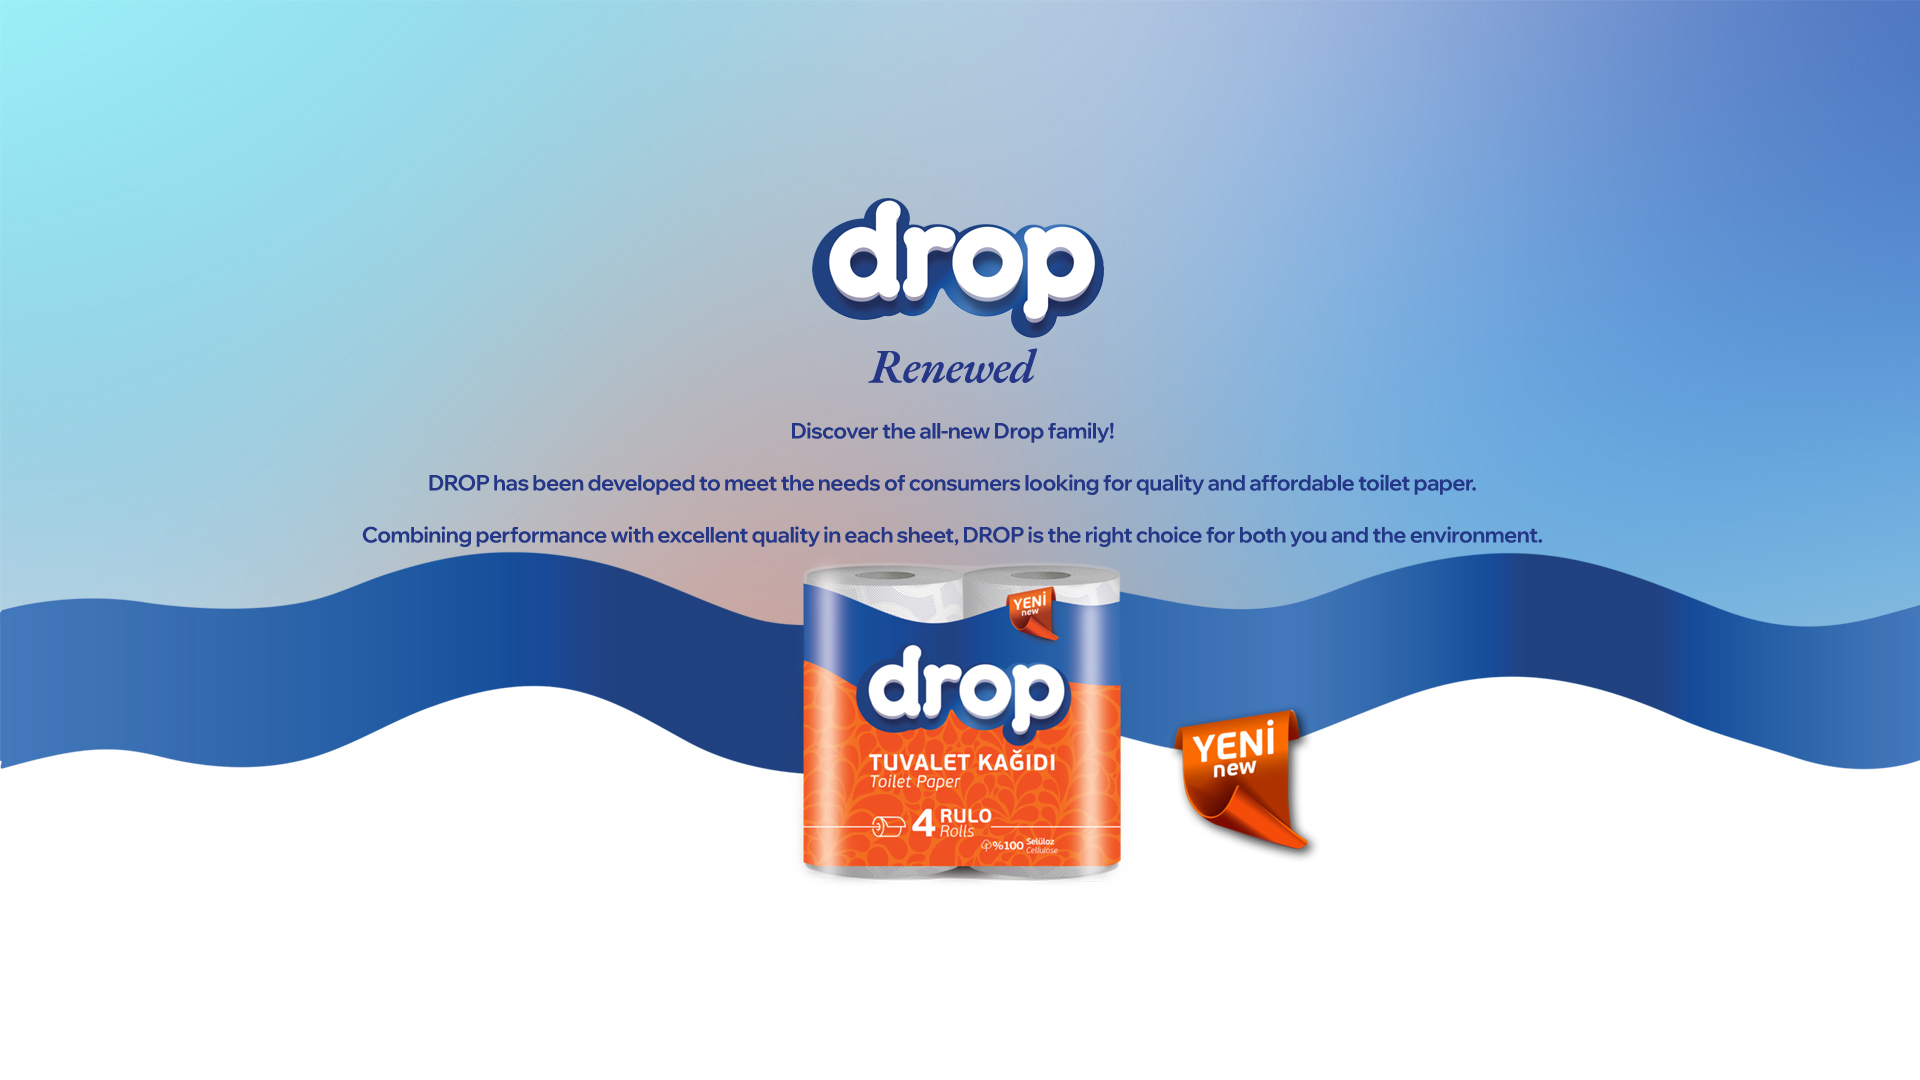 drop
Renewed
Discover the all-new Drop family!
DROP has been developed to meet the needs of consumers looking for quality and affordable toilet paper.
Combining performance with excellent quality in each sheet, DROP is the right choice for both you and the environment.
YENİ
new
drop
TUVALET KAĞIDI
Toilet Paper
4 RULO
Rolls
%100 Selüloz
Cellulose
YENİ
new